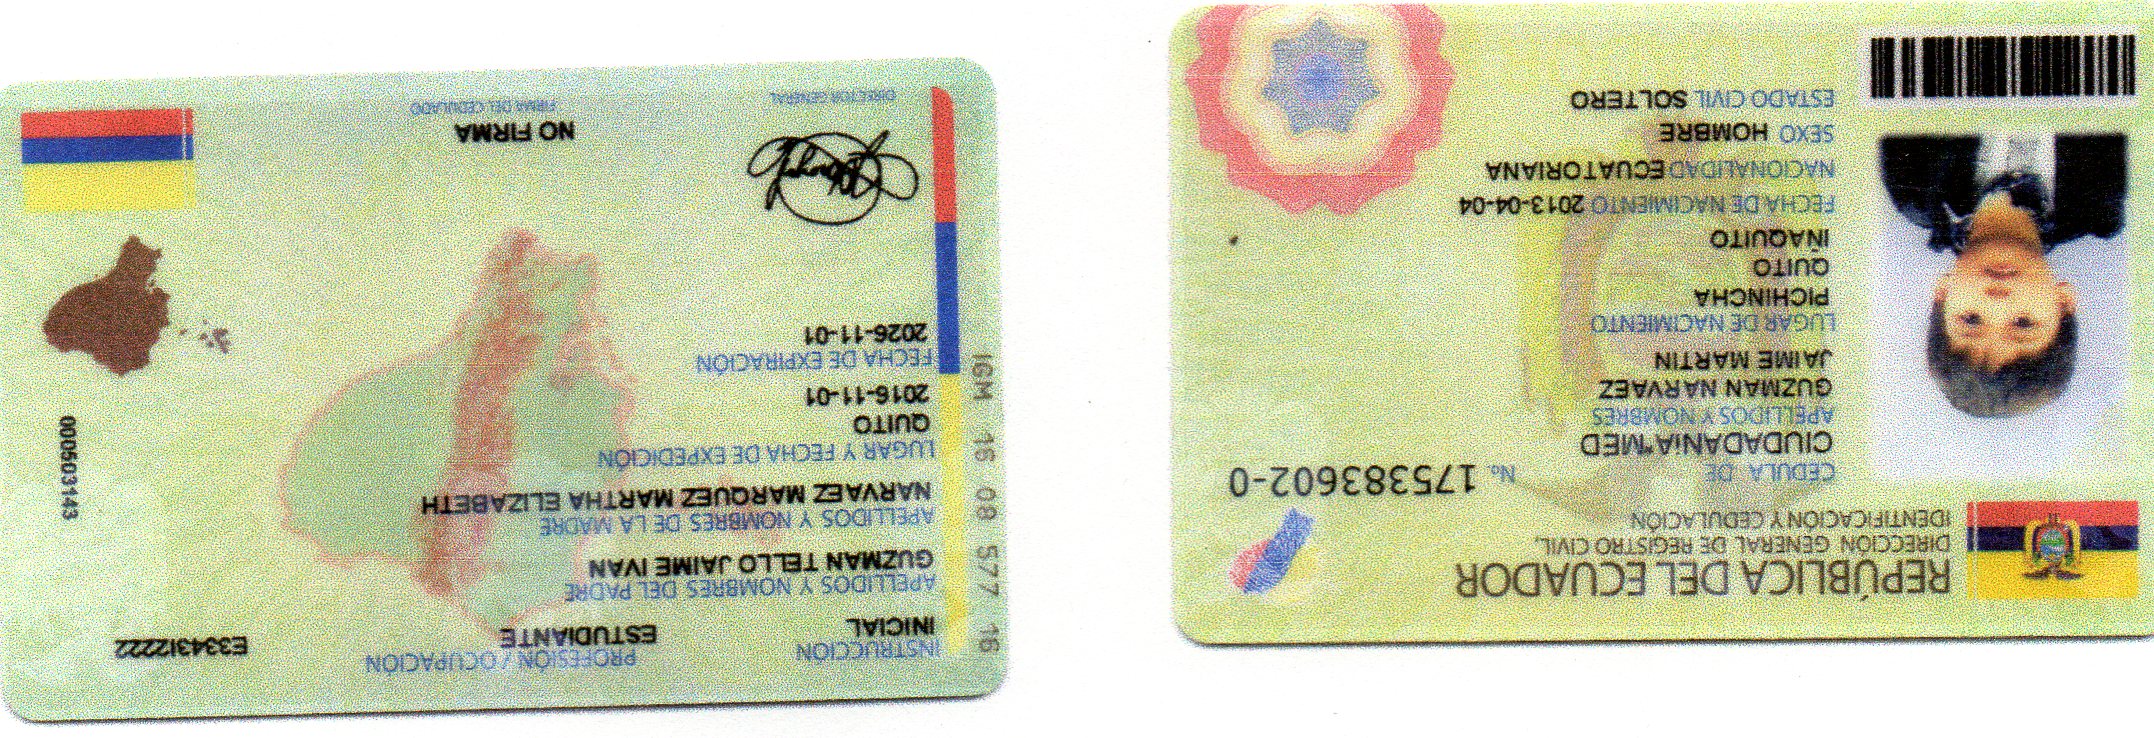 REPÚBLICA DEL ECUADOR
DIRECCIÓN GENERAL DE REGISTRO CIVIL,
IDENTIFICACIÓN Y CEDULACIÓN
CEDULA DE
No. 175383602-0
CIUDADANiA*MED
APELLIDOS Y NOMBRES
GUZMAN NARVAEZ
JAIME MARTIN
LUGAR DE NACIMIENTO
PICHINCHA
QUITO
IÑAQUITO
FECHA DE NACIMIENTO 2013-04-04
NACIONALIDAD ECUATORIANA
SEXO HOMBRE
ESTADO CIVIL SOLTERO
INSTRUCCIÓN
INICIAL
PROFESIÓN / OCUPACIÓN
ESTUDiANTE
E334312222
APELLIDOS Y NOMBRES DEL PADRE
GUZMAN TELLO JAIME IVAN
APELLIDOS Y NOMBRES DE LA MADRE
NARVAEZ MARQUEZ MARTHA ELIZABETH
LUGAR Y FECHA DE EXPEDICIÓN
QUITO
2016-11-01
FECHA DE EXPIRACIÓN
2026-11-01
IGM 16 08 577 16
000503143
DIRECTOR GENERAL
NO FIRMA
FIRMA DEL CEDULADO